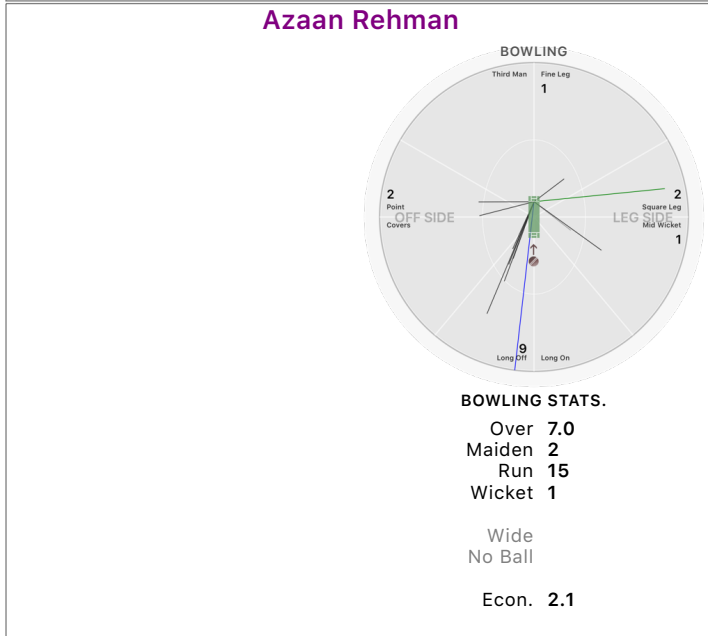 Azaan Rehman
BOWLING
Third Man Fine Leg
1
2 2
Point Square Leg
OFF SIDE LEG SIDE
Covers Mid Wicket
1
9
Long Off Long On
BOWLING STATS.
Over 7.0
Maiden 2
Run 15
Wicket 1
Wide
No Ball
Econ. 2.1